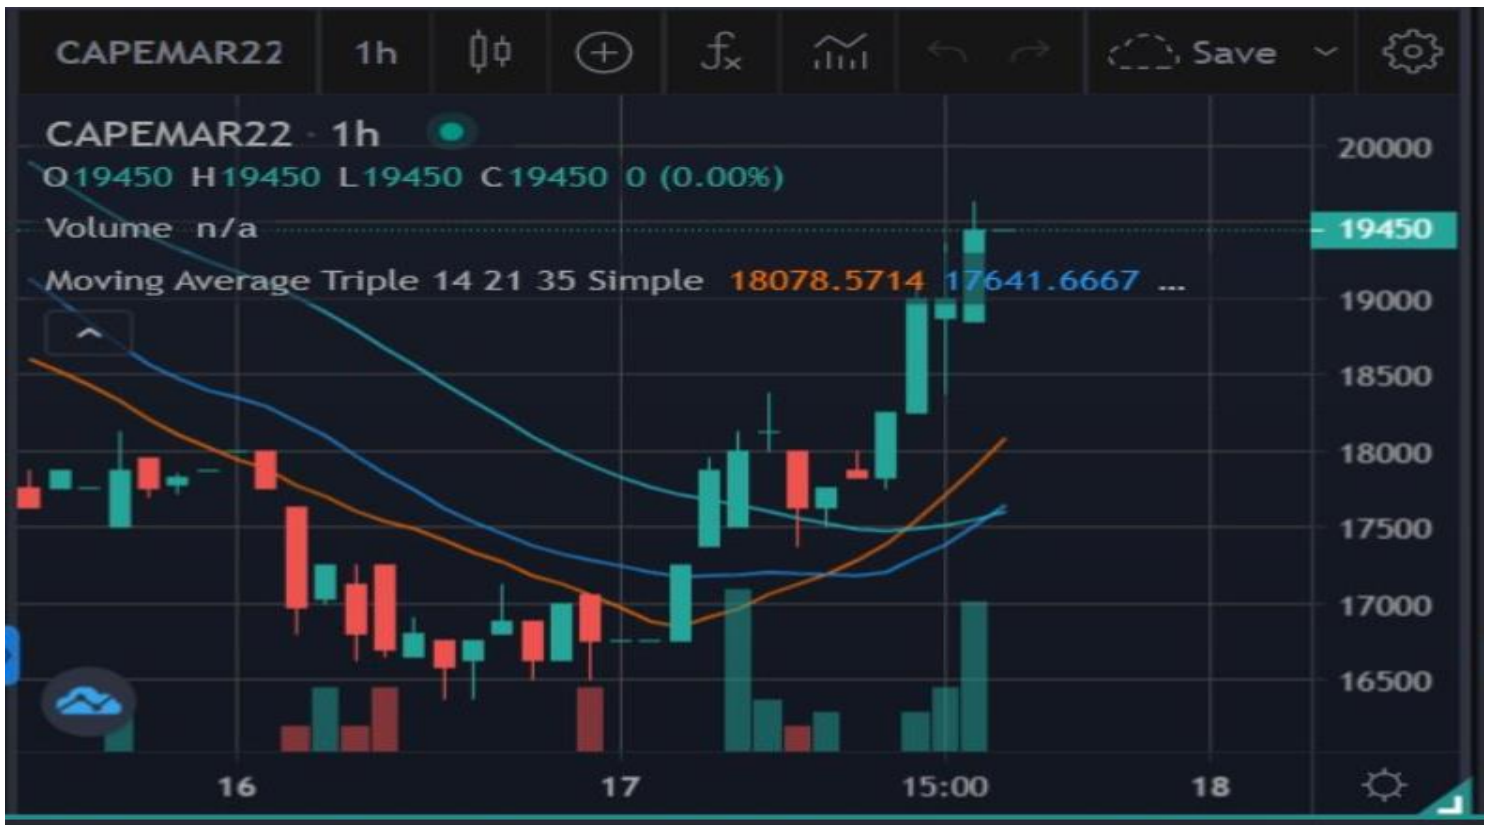 CAPEMAR22 1h fx Save
CAPEMAR22 · 1h
O19450 H19450 L19450 C19450 0 (0.00%)
Volume n/a
Moving Average Triple 14 21 35 Simple 18078.5714 17641.6667 ...
20000
19450
19000
18500
18000
17500
17000
16500
16 17 15:00 18